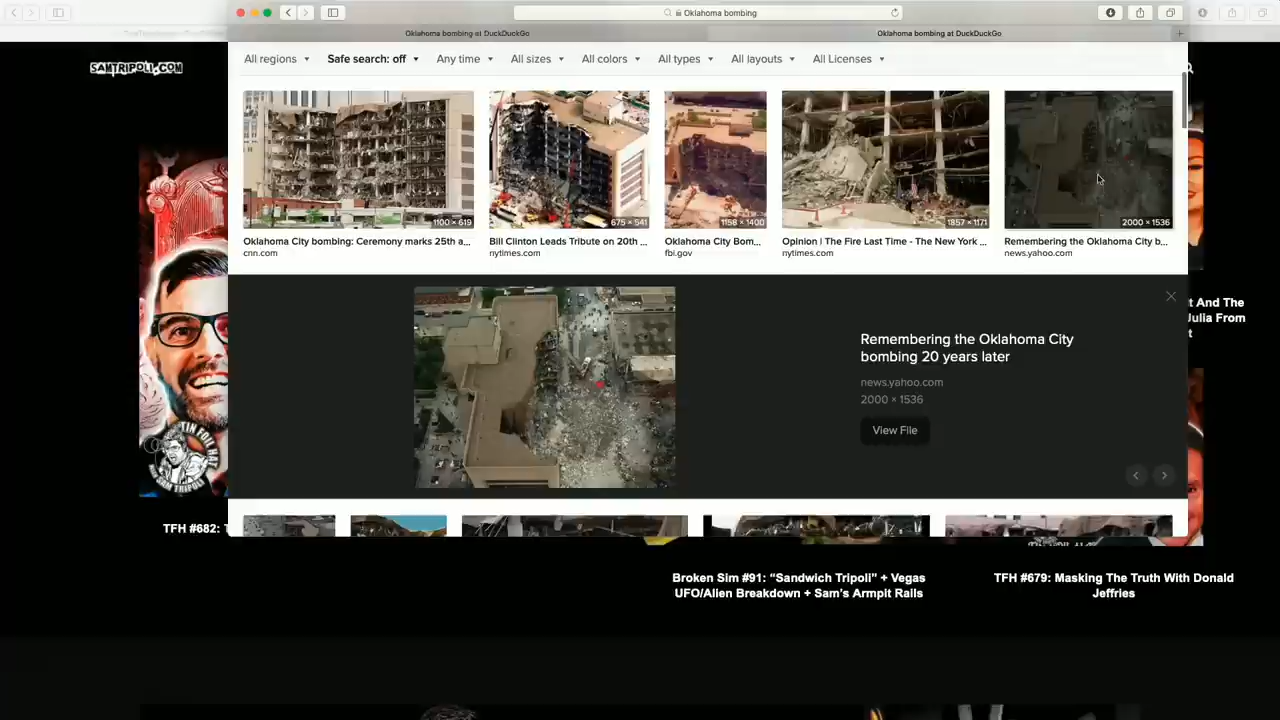 Oklahoma bombing
Oklahoma bombing at DuckDuckGo
Oklahoma bombing at DuckDuckGo
SAMTRIPOLI.COM
All regions
Safe search: off
Any time
All sizes
All colors
All types
All layouts
All Licenses
1100 × 619
675 × 541
1158 × 1400
1857 × 1171
2000 × 1536
Oklahoma City bombing: Ceremony marks 25th a...
cnn.com
Bill Clinton Leads Tribute on 20th ...
nytimes.com
Oklahoma City Bom...
fbi.gov
Opinion | The Fire Last Time - The New York ...
nytimes.com
Remembering the Oklahoma City b...
news.yahoo.com
Remembering the Oklahoma City
bombing 20 years later
news.yahoo.com
2000 × 1536
View File
t And The
Julia From
t
TIN FOIL HAT
WITH SAM TRIPOLI
TFH #682: T
Broken Sim #91: “Sandwich Tripoli” + Vegas
UFO/Alien Breakdown + Sam’s Armpit Rails
TFH #679: Masking The Truth With Donald
Jeffries